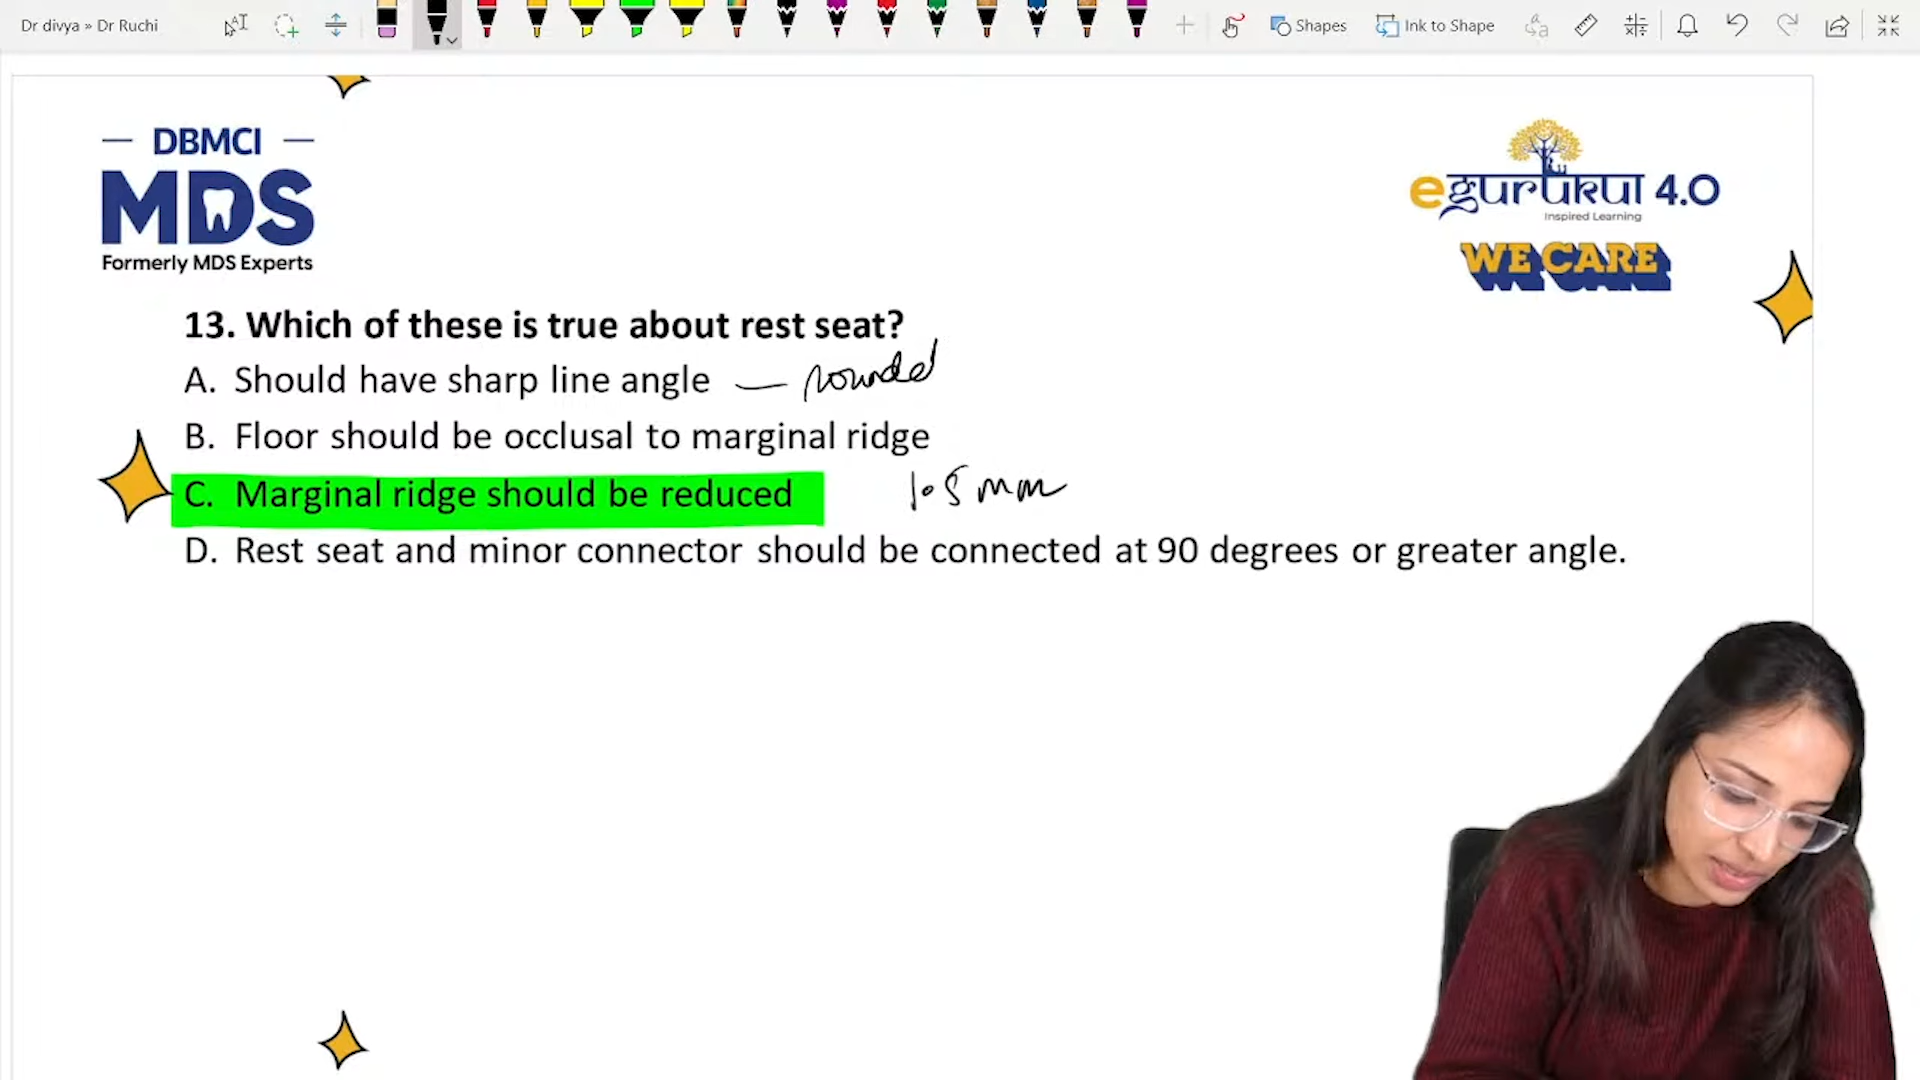 Dr divya » Dr Ruchi
Shapes
Ink to Shape
DBMCI
MDS
Formerly MDS Experts
egurukul 4.0
Inspired Learning
WE CARE
13. Which of these is true about rest seat?
A. Should have sharp line angle — rounded
B. Floor should be occlusal to marginal ridge
C. Marginal ridge should be reduced 1.5 mm
D. Rest seat and minor connector should be connected at 90 degrees or greater angle.